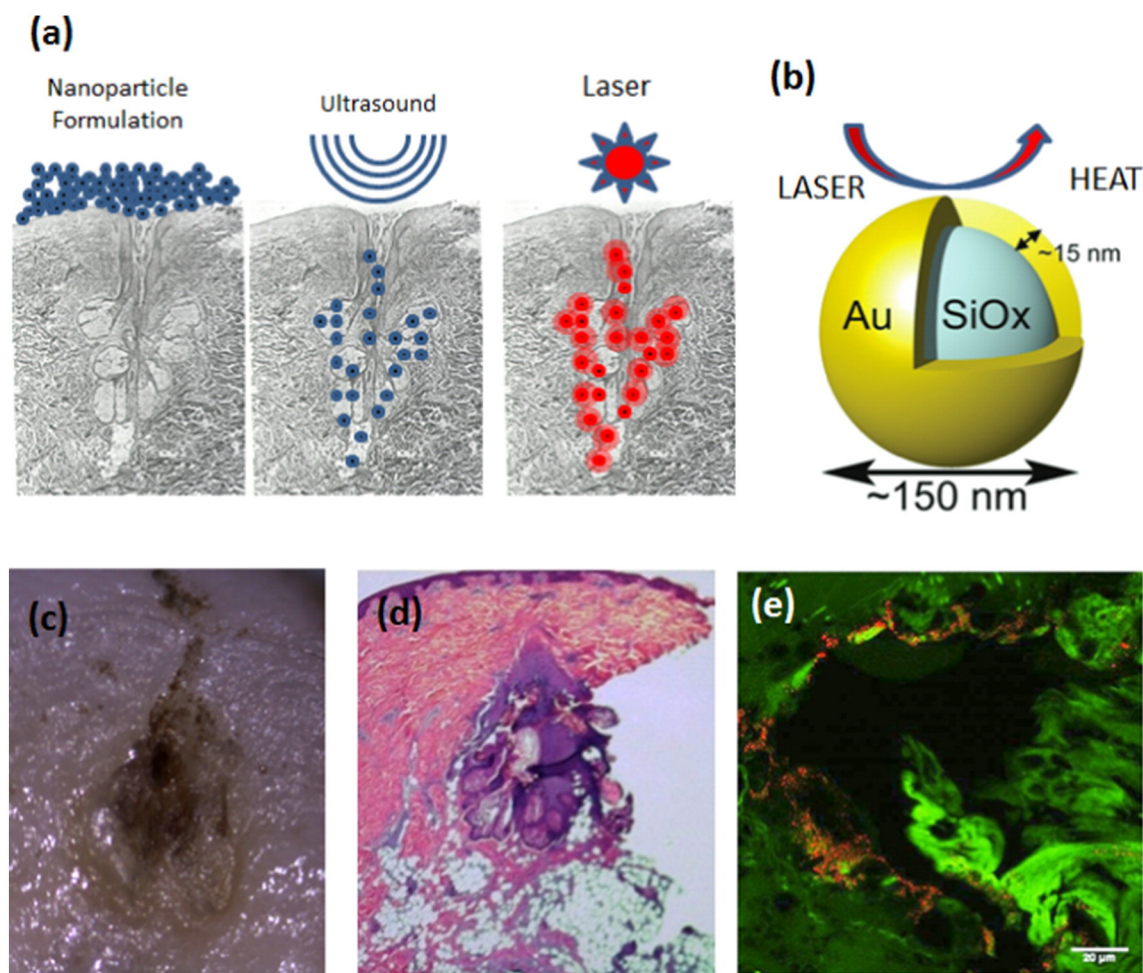 (a)
Nanoparticle
Formulation
Ultrasound
Laser
(b)
LASER
HEAT
~15 nm
Au
SiOx
~150 nm
(c)
(d)
(e)
20 µm